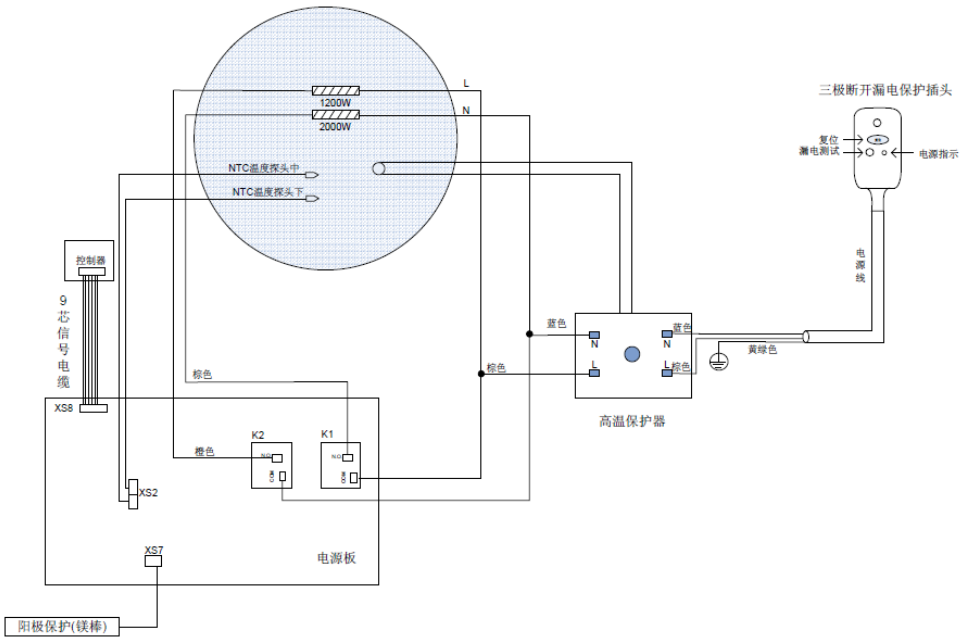 L
1200W
N
2000W
三极断开漏电保护插头
复位
漏电测试
电源指示
NTC温度探头中
NTC温度探头下
控制器
9芯信号电缆
电源线
蓝色
N
蓝色
N
黄绿色
棕色
L
L
棕色
棕色
高温保护器
XS8
K2
K1
橙色
NO
COM
NO
COM
XS2
XS7
电源板
阳极保护(镁棒)